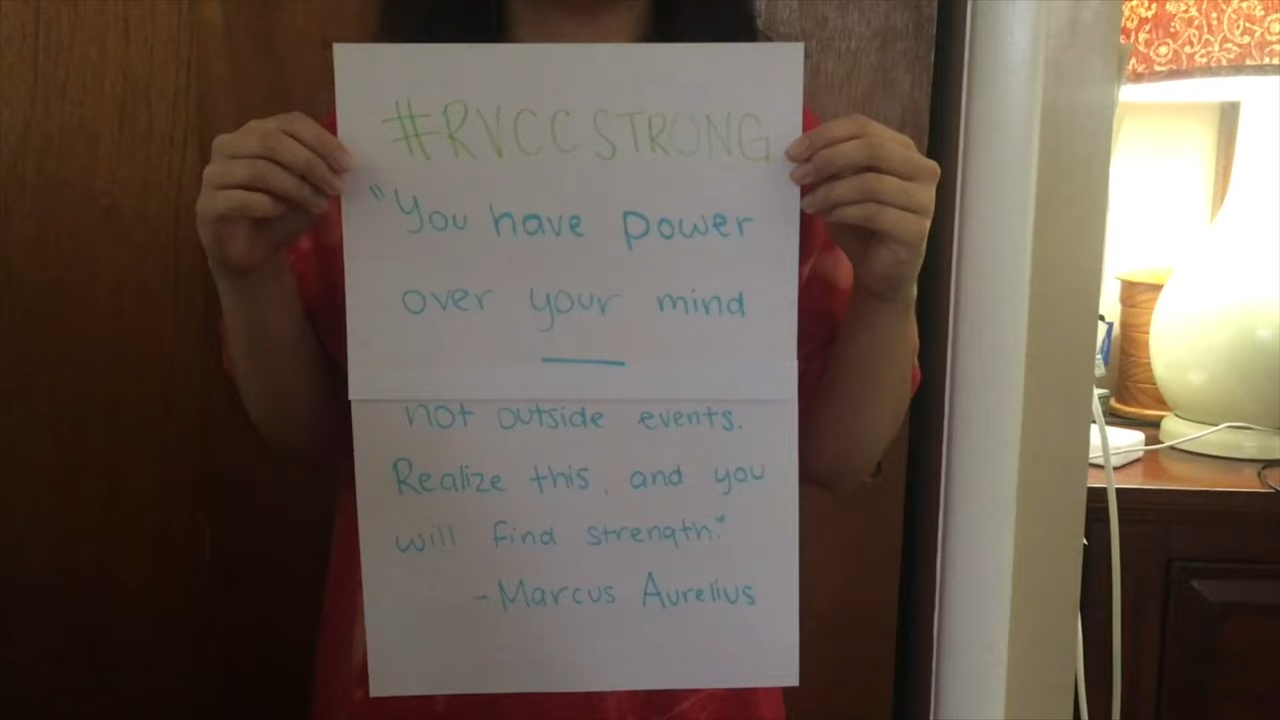 #RVCCSTRONG
"You have power
over your mind
—
not outside events.
Realize this, and you
will find strength."
-Marcus Aurelius